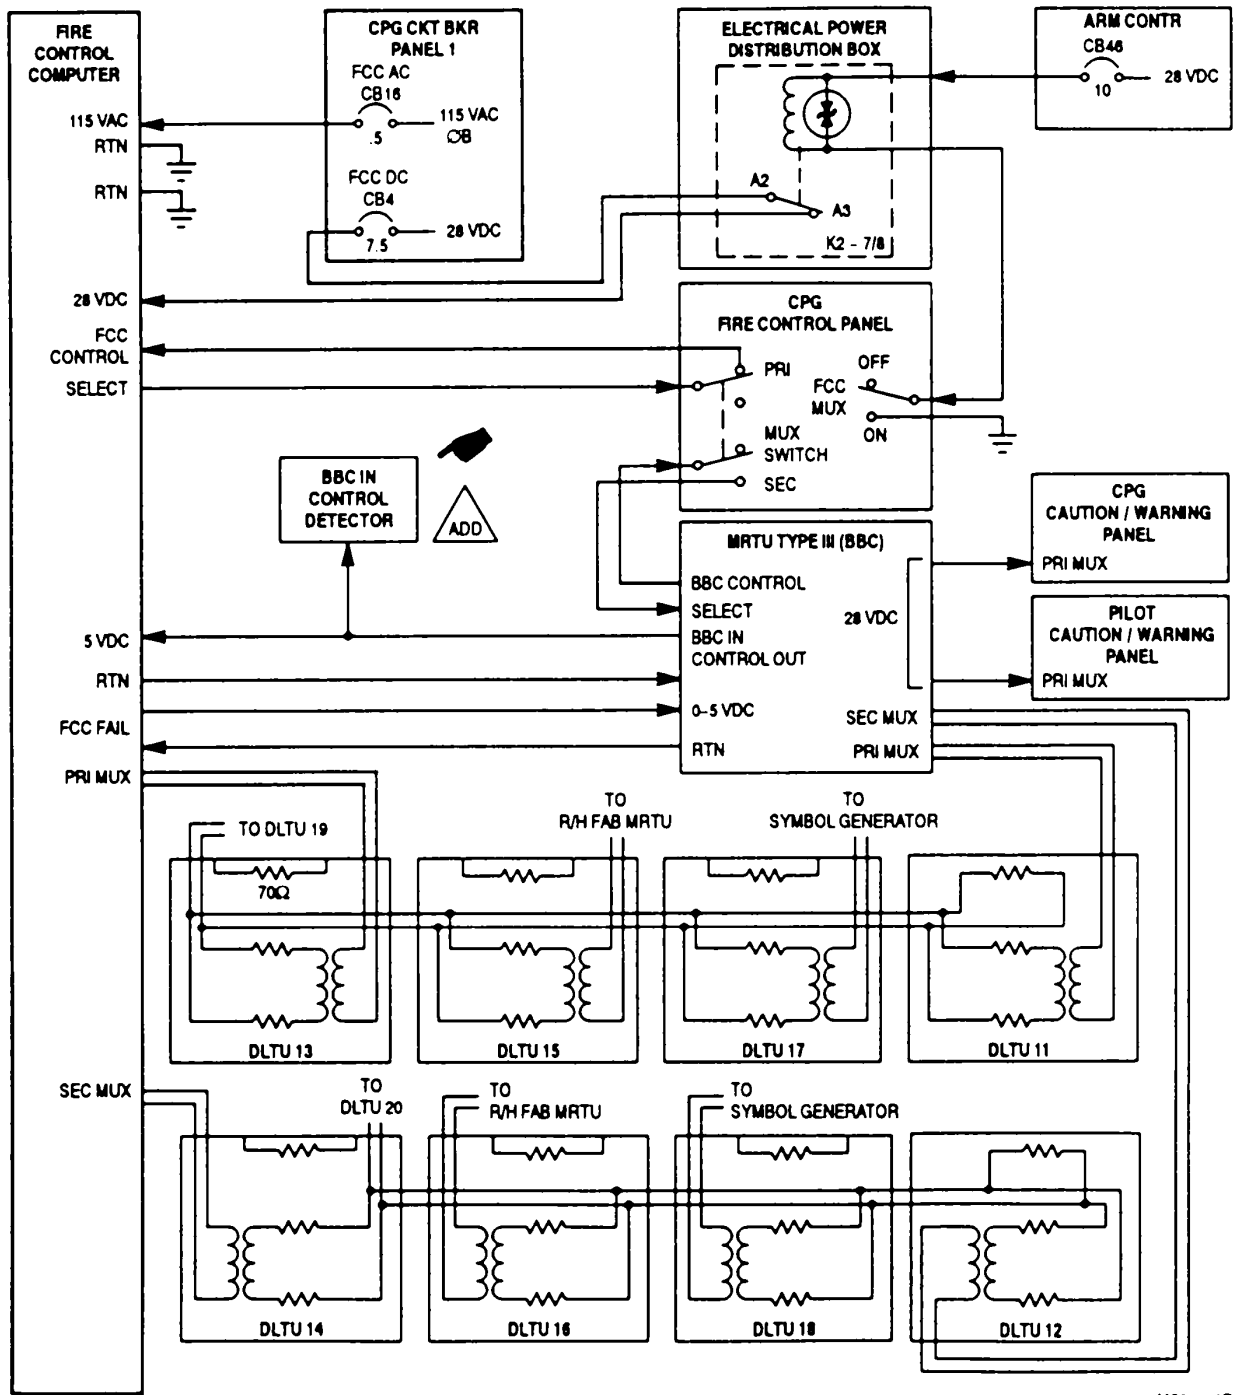 FIRE
CONTROL
COMPUTER
CPG CKT BKR
PANEL 1
ELECTRICAL POWER
DISTRIBUTION BOX
ARM CONTR
FCC AC
CB16
.5
115 VAC
ØB
CB46
10
28 VDC
115 VAC
RTN
RTN
FCC DC
CB4
7.5
28 VDC
A2
A3
K2 - 7/8
28 VDC
FCC
CONTROL
SELECT
CPG
FIRE CONTROL PANEL
PRI
OFF
FCC
MUX
ON
MUX
SWITCH
SEC
BBC IN
CONTROL
DETECTOR
ADD
MRTU TYPE III (BBC)
BBC CONTROL
SELECT
BBC IN
CONTROL OUT
28 VDC
0-5 VDC
RTN
SEC MUX
PRI MUX
CPG
CAUTION / WARNING
PANEL
PRI MUX
PILOT
CAUTION / WARNING
PANEL
PRI MUX
5 VDC
RTN
FCC FAIL
PRI MUX
TO DLTU 19
TO
R/H FAB MRTU
TO
SYMBOL GENERATOR
70Ω
DLTU 13
DLTU 15
DLTU 17
DLTU 11
SEC MUX
TO
DLTU 20
TO
R/H FAB MRTU
TO
SYMBOL GENERATOR
DLTU 14
DLTU 16
DLTU 18
DLTU 12